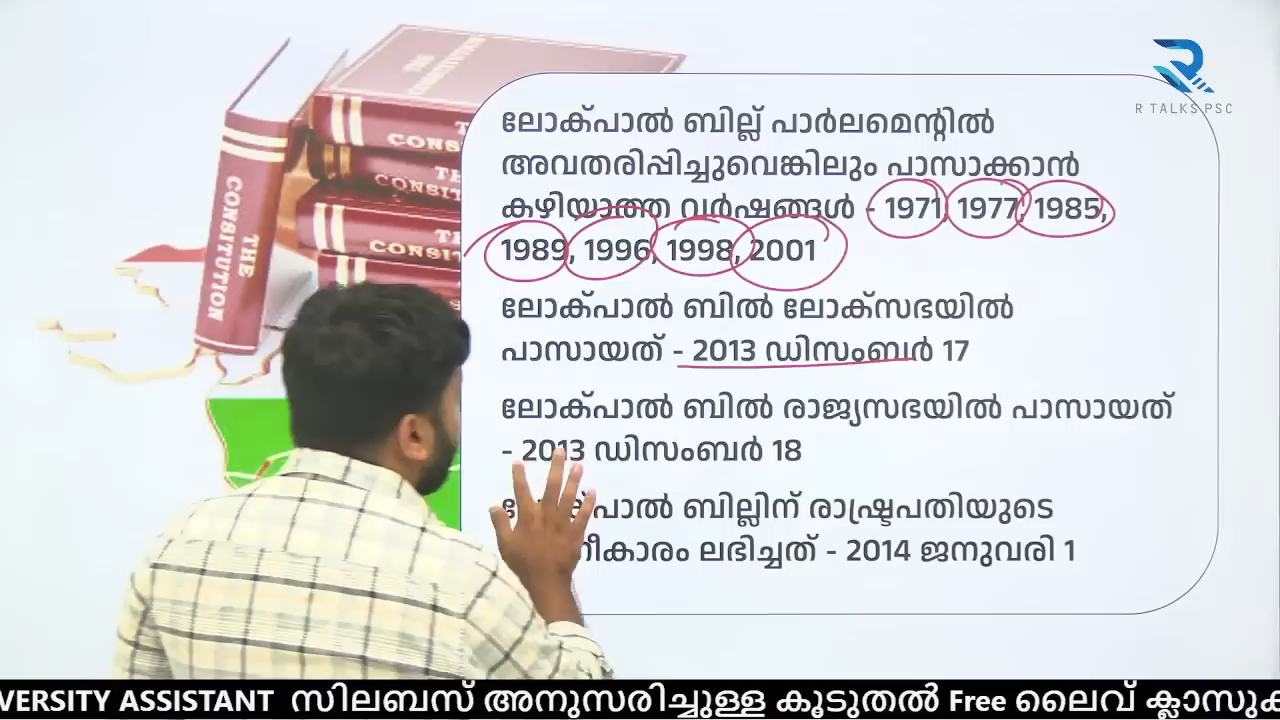 THE CONSTITUTION
R TALKS PSC
ലോക്പാൽ ബില്ല് പാർലമെന്റിൽ
അവതരിപ്പിച്ചുവെങ്കിലും പാസാക്കാൻ
കഴിയാത്ത വർഷങ്ങൾ - 1971, 1977, 1985,
1989, 1996, 1998, 2001
ലോക്പാൽ ബിൽ ലോക്സഭയിൽ
പാസായത് - 2013 ഡിസംബർ 17
ലോക്പാൽ ബിൽ രാജ്യസഭയിൽ പാസായത്
- 2013 ഡിസംബർ 18
ബില്ലിന് രാഷ്ട്രപതിയുടെ
ലഭിച്ചത് - 2014 ജനുവരി 1
VERSITY ASSISTANT സിലബസ് അനുസരിച്ചുള്ള കൂടുതൽ Free ലൈവ്